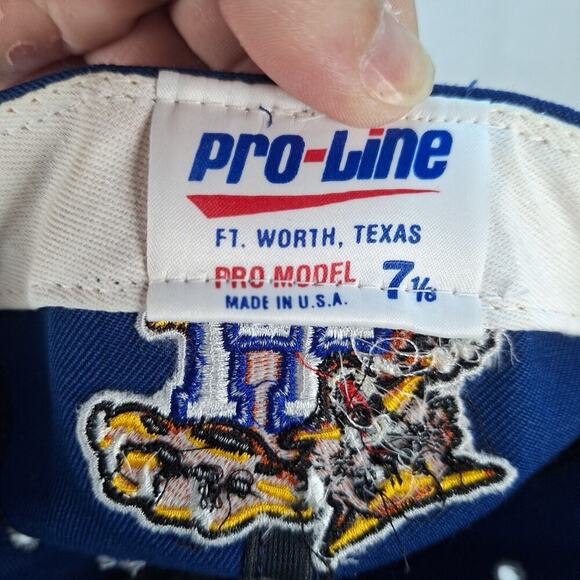 Pro-Line
FT. WORTH, TEXAS
PRO MODEL 7 1/8
MADE IN U.S.A.